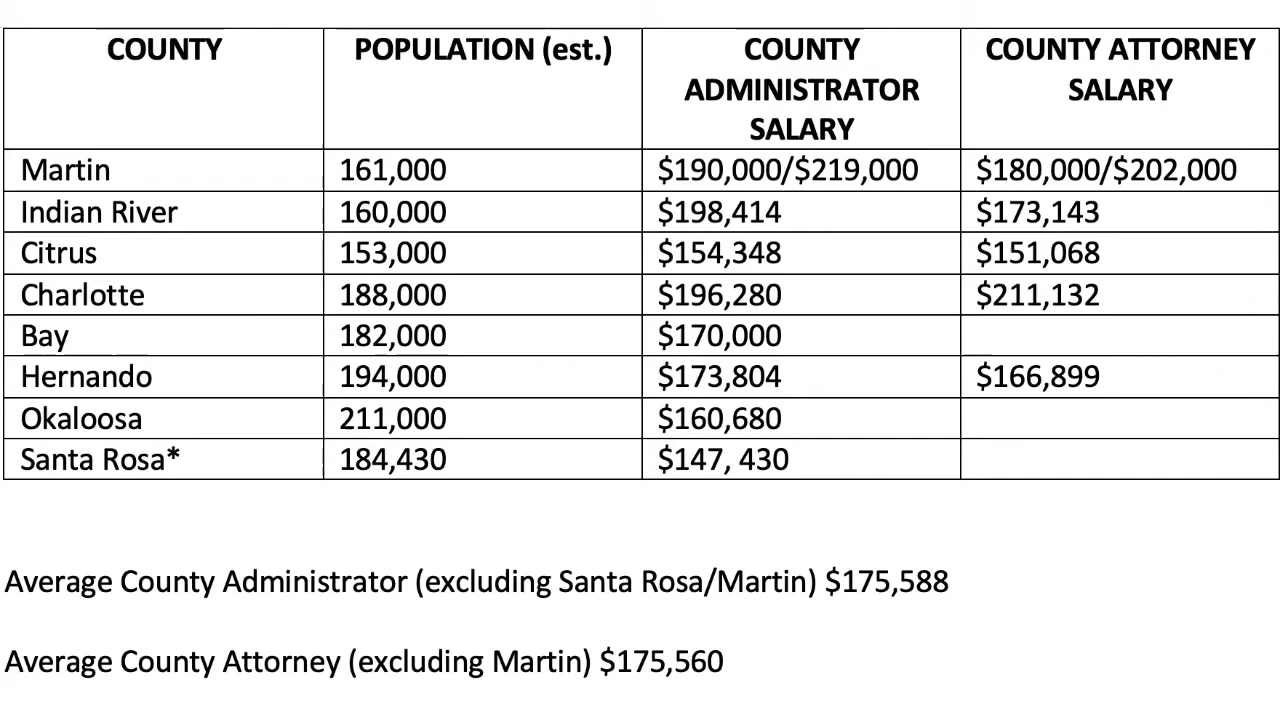 COUNTY POPULATION (est.) COUNTY ADMINISTRATOR SALARY COUNTY ATTORNEY SALARY
Martin 161,000 $190,000/$219,000 $180,000/$202,000
Indian River 160,000 $198,414 $173,143
Citrus 153,000 $154,348 $151,068
Charlotte 188,000 $196,280 $211,132
Bay 182,000 $170,000
Hernando 194,000 $173,804 $166,899
Okaloosa 211,000 $160,680
Santa Rosa* 184,430 $147, 430
Average County Administrator (excluding Santa Rosa/Martin) $175,588
Average County Attorney (excluding Martin) $175,560